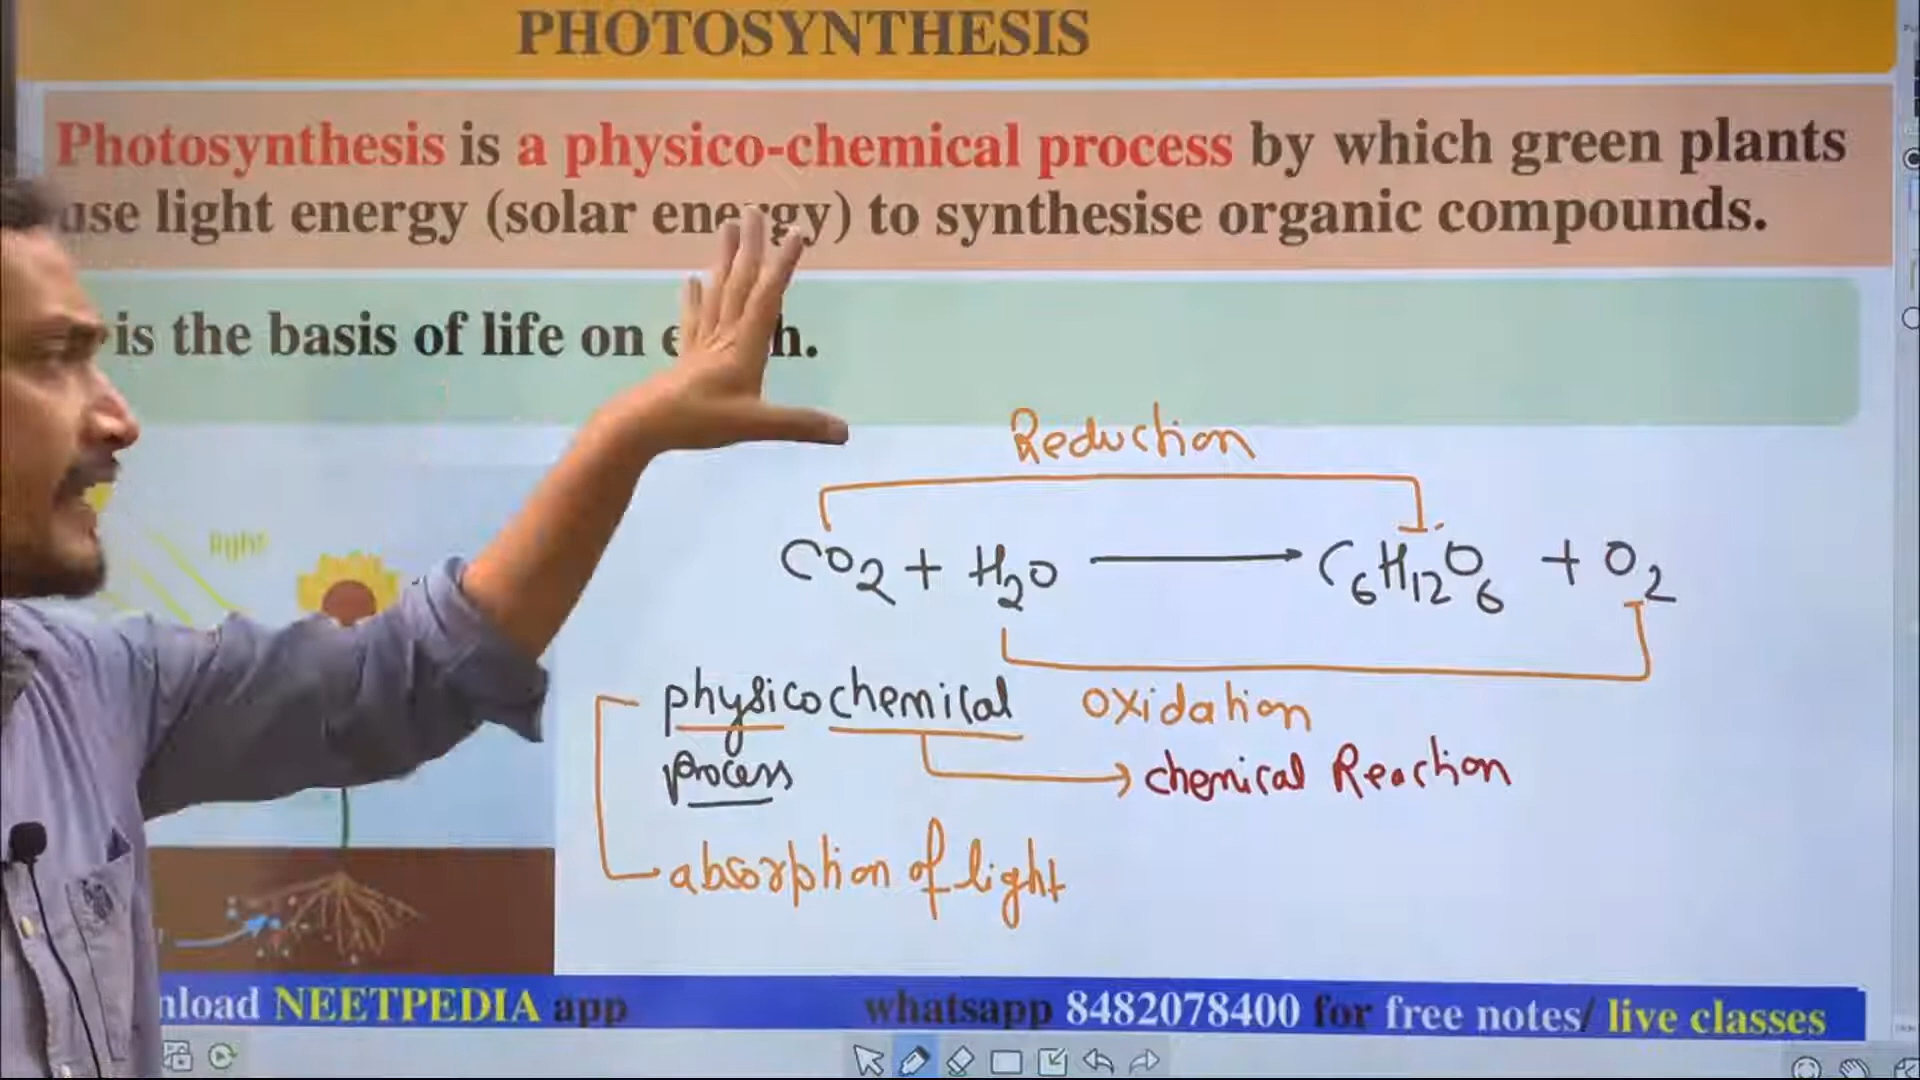 PHOTOSYNTHESIS
Photosynthesis is a physico-chemical process by which green plants
use light energy (solar energy) to synthesise organic compounds.
is the basis of life on e h.
Reduction
light
CO2 + H2O → C6H12O6 + O2
physicochemical oxidation
process → chemical Reaction
absorption of light
nload NEETPEDIA app whatsapp 8482078400 for free notes/ live classes